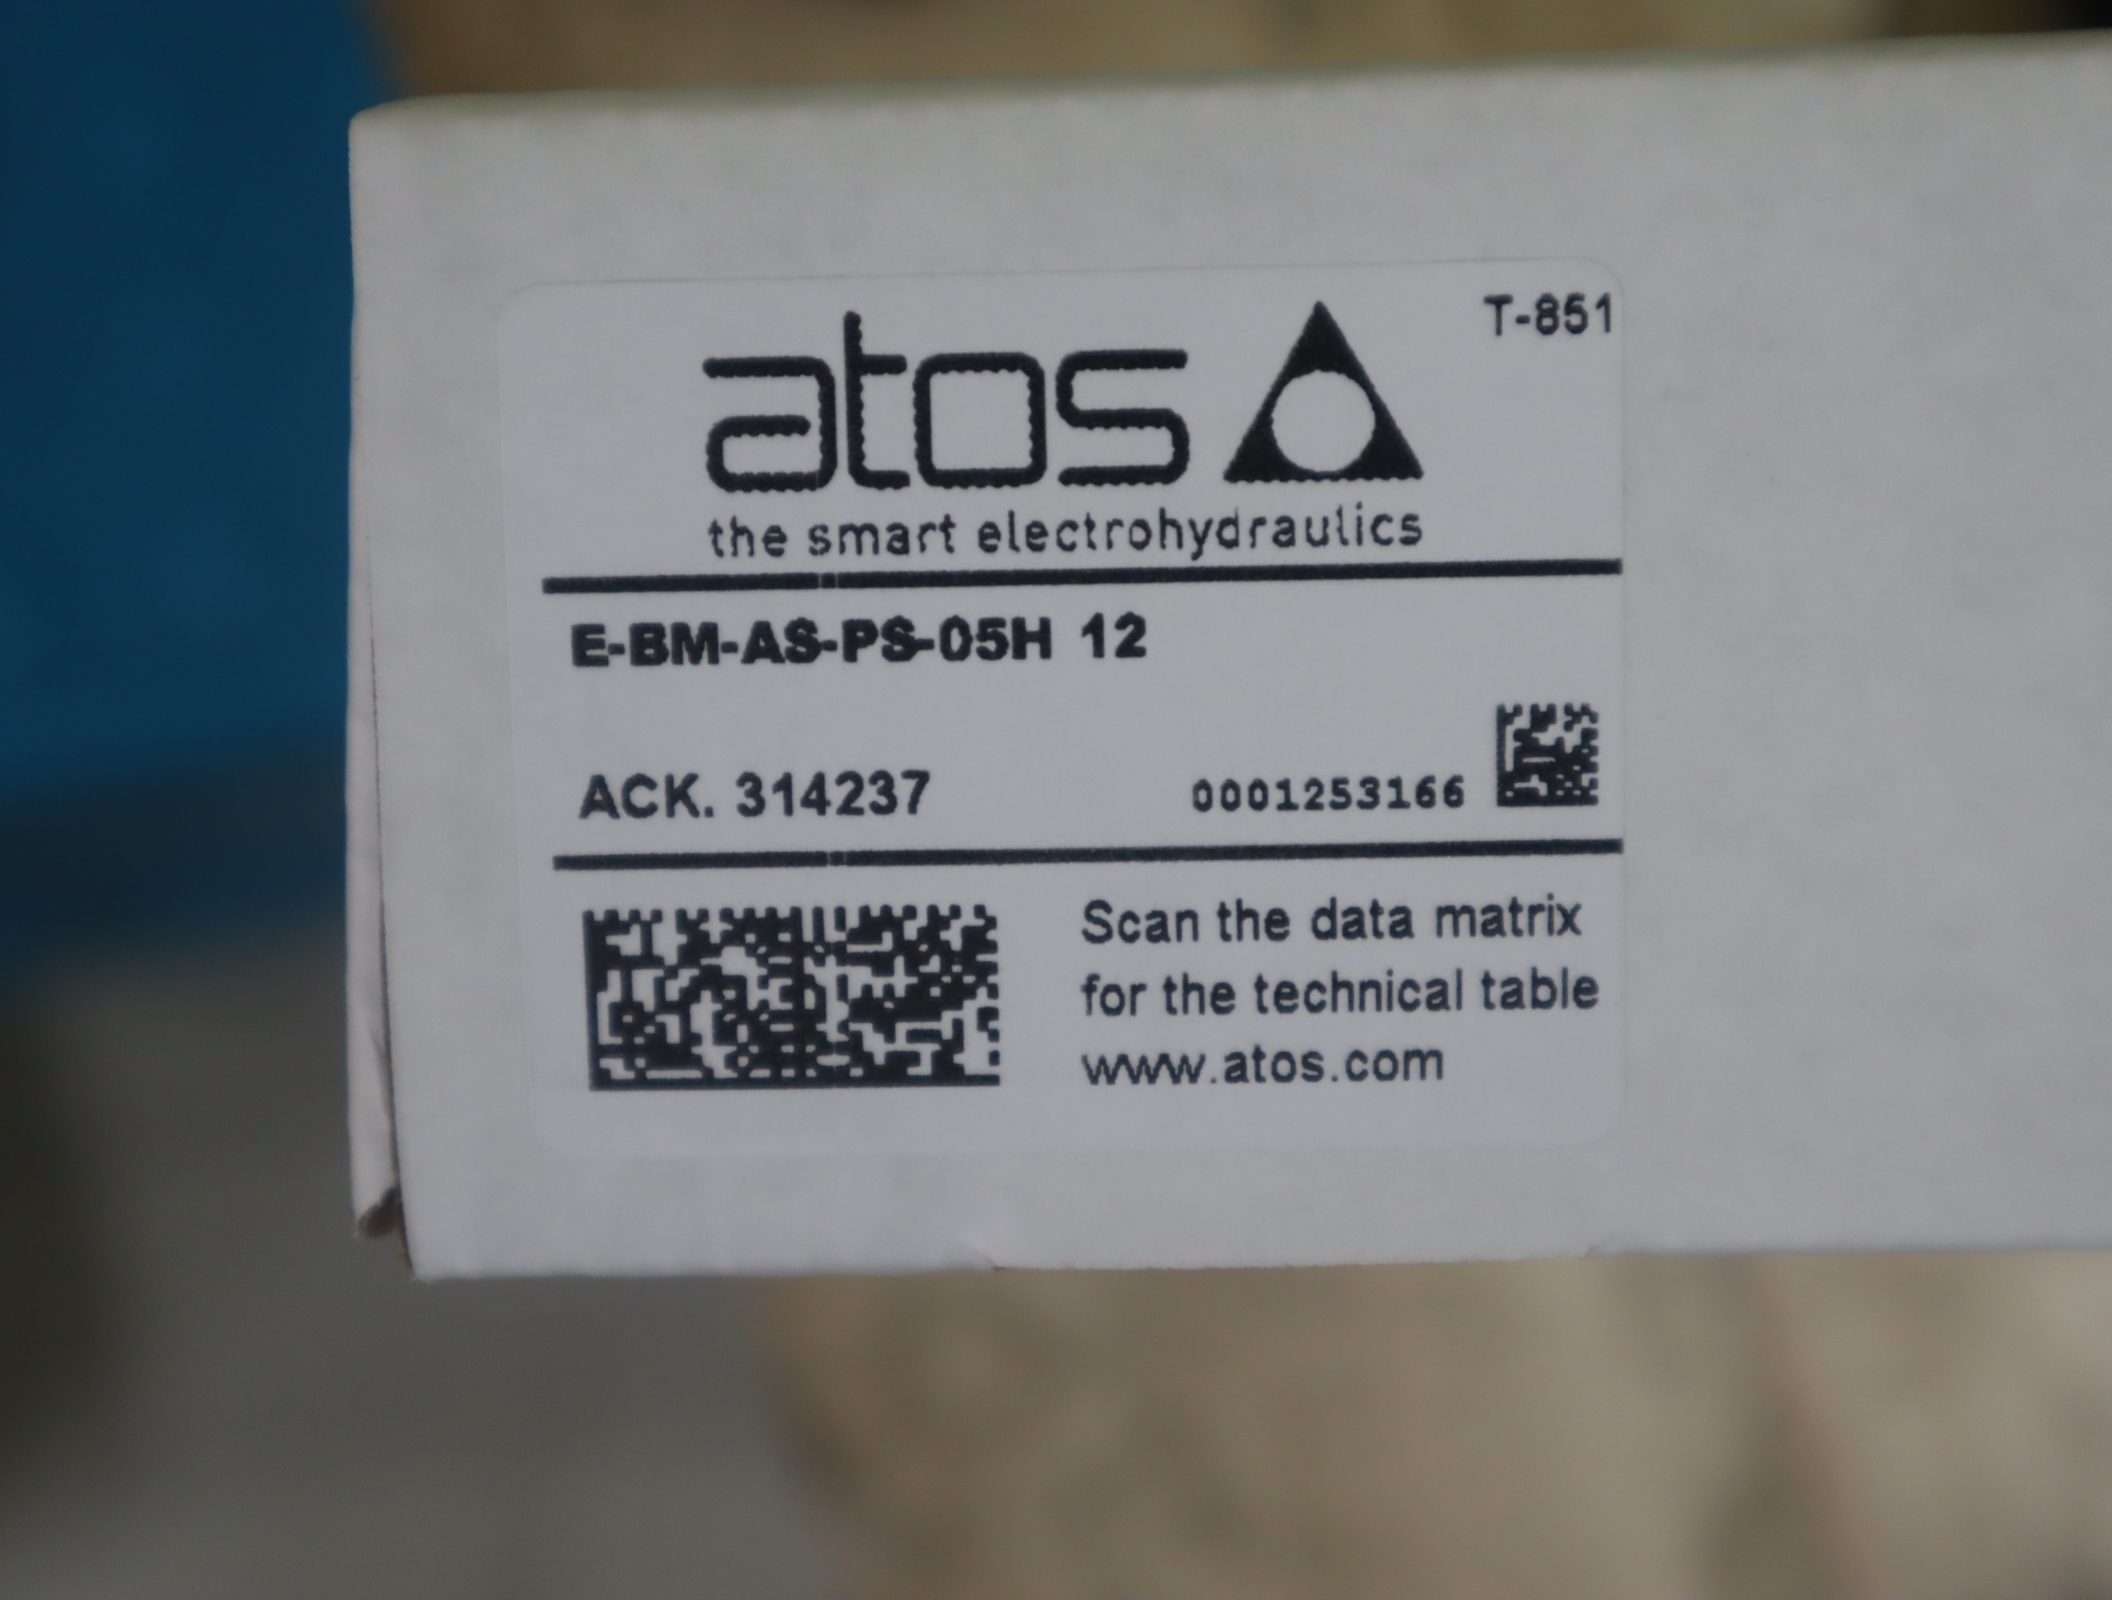 T-851
atos
the smart electrohydraulics
E-BM-AS-PS-05H 12
ACK. 314237 0001253166
Scan the data matrix
for the technical table
www.atos.com